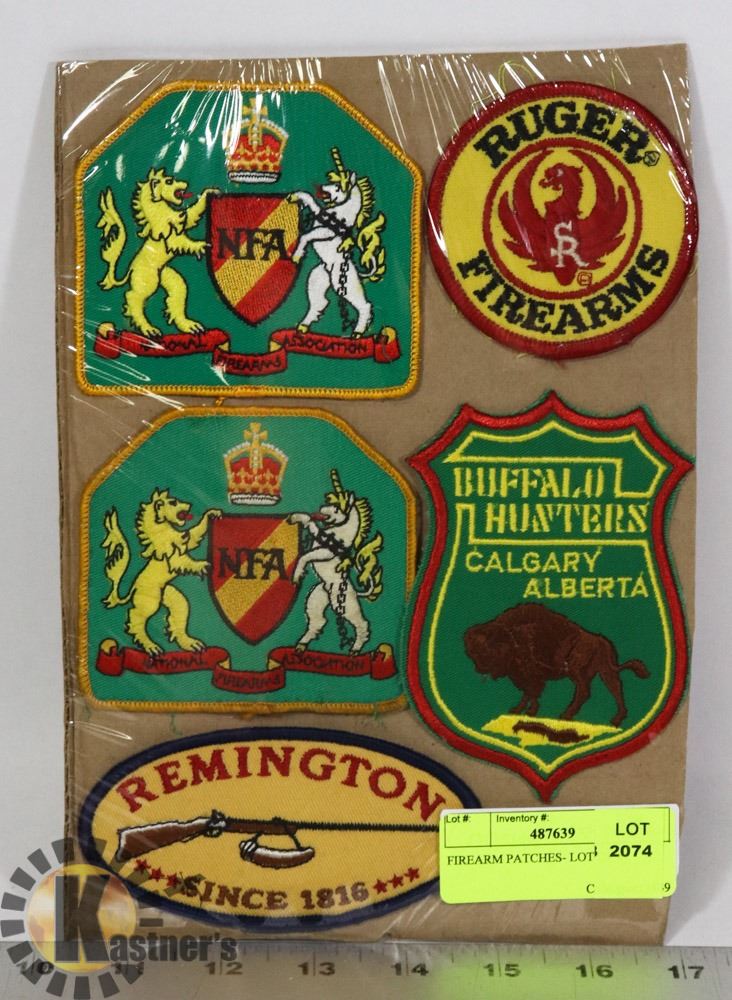 NFA
NATIONAL FIREARMS ASSOCIATION
RUGER
SR
FIREARMS
NFA
NATIONAL FIREARMS ASSOCIATION
BUFFALO
HUNTERS
CALGARY
ALBERTA
REMINGTON
SINCE 1816
Lot #: Inventory #:
487639
LOT
2074
FIREARM PATCHES- LOT
C
9
Kastner's
12 13 14 15 16 17